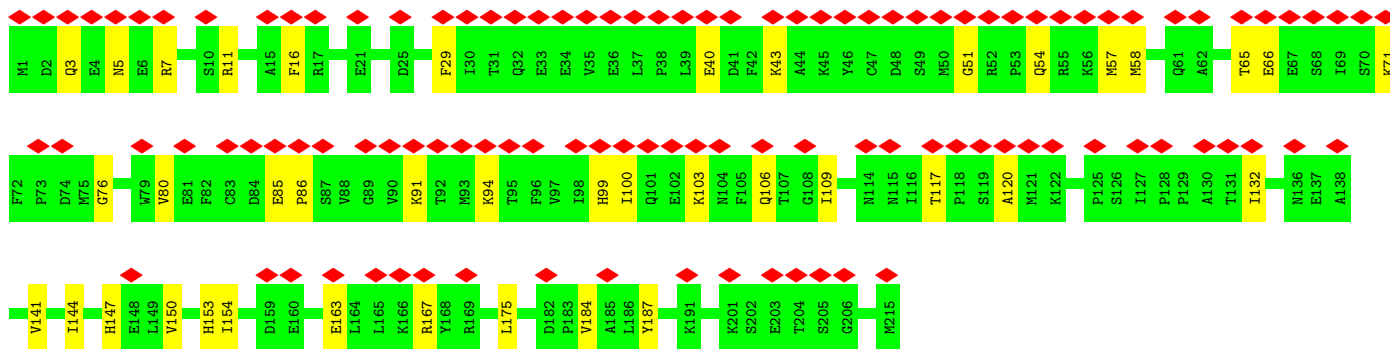 M1 D2 Q3 E4 N5 E6 R7 S10 R11 A15 F16 R17 E21 D25 F29 I30 T31 Q32 E33 E34 V35 E36 L37 P38 L39 E40 D41 F42 K43 A44 K45 Y46 C47 D48 S49 M50 G51 R52 P53 Q54 R55 K56 M57 M58 Q61 A62 T65 E66 E67 S68 I69 S70 K71
F72 P73 D74 M75 G76 W79 V80 E81 F82 C83 D84 E85 P86 S87 V88 G89 V90 K91 T92 M93 K94 T95 F96 V97 I98 H99 I100 Q101 E102 K103 N104 F105 Q106 T107 G108 I109 N114 N115 I116 T117 P118 S119 A120 M121 K122 P125 S126 I127 P128 P129 A130 T131 I132 N136 E137 A138
V141 I144 H147 E148 L149 V150 H153 I154 D159 E160 E163 L164 L165 K166 R167 Y168 R169 L175 D182 P183 V184 A185 L186 Y187 K191 K201 S202 E203 T204 S205 G206 M215